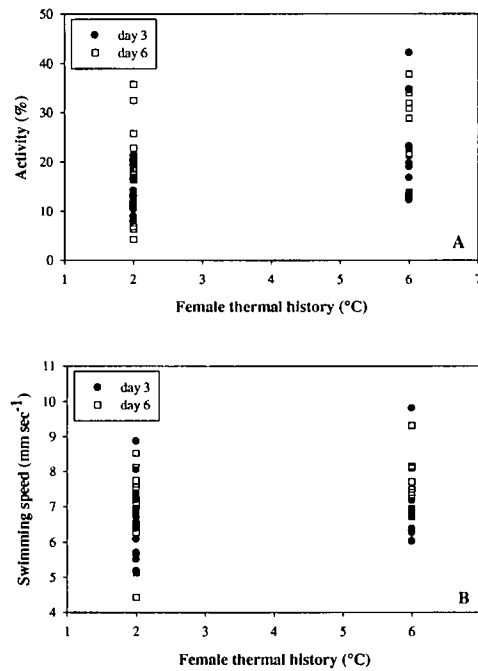 50
40
30
20
10
0
Activity (%)
day 3
day 6
A
1 2 3 4 5 6 7
Female thermal history (°C)
11
10
9
8
7
6
5
4
Swimming speed (mm sec⁻¹)
day 3
day 6
B
1 2 3 4 5 6 7
Female thermal history (°C)